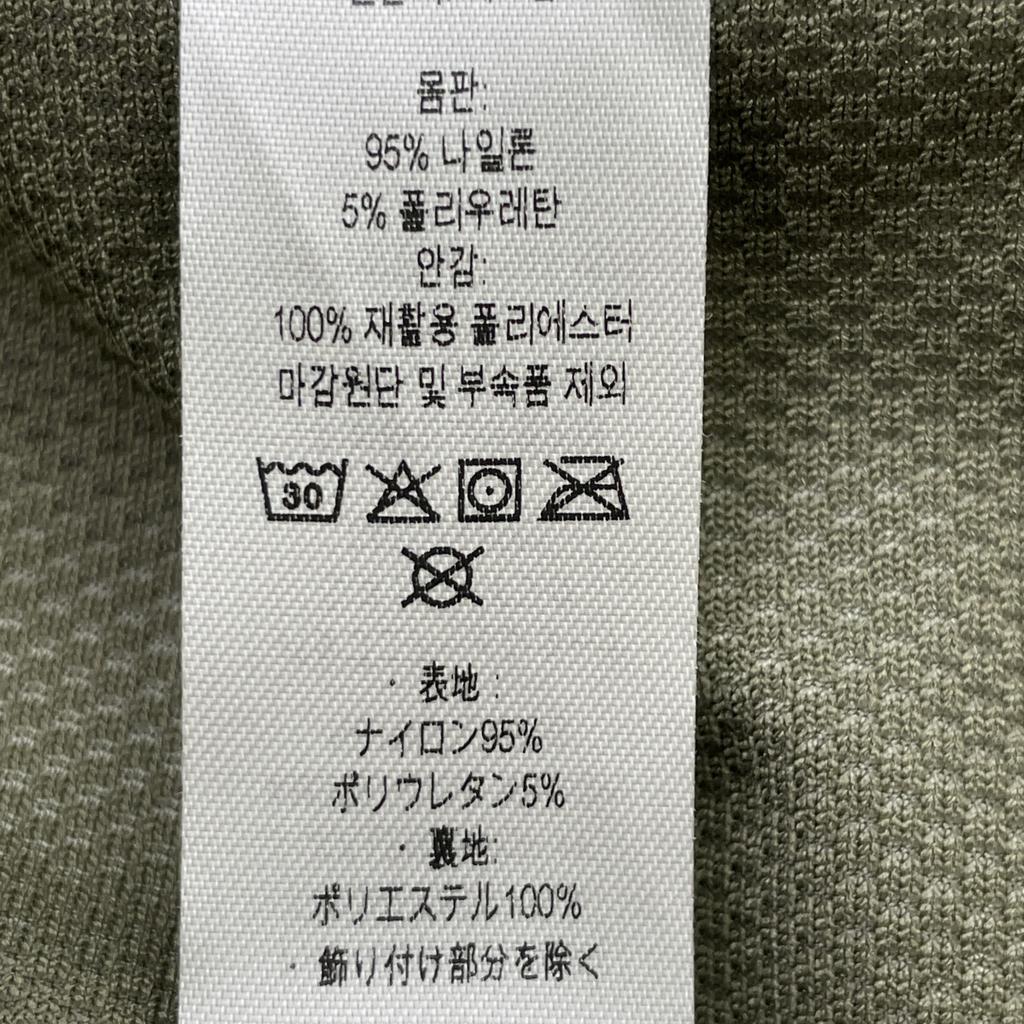 몸판:
95% 나일론
5% 폴리우레탄
안감:
100% 재활용 폴리에스터
마감원단 및 부속품 제외
30
· 表地 :
ナイロン95%
ポリウレタン5%
· 裏地:
ポリエステル100%
· 飾り付け部分を除く